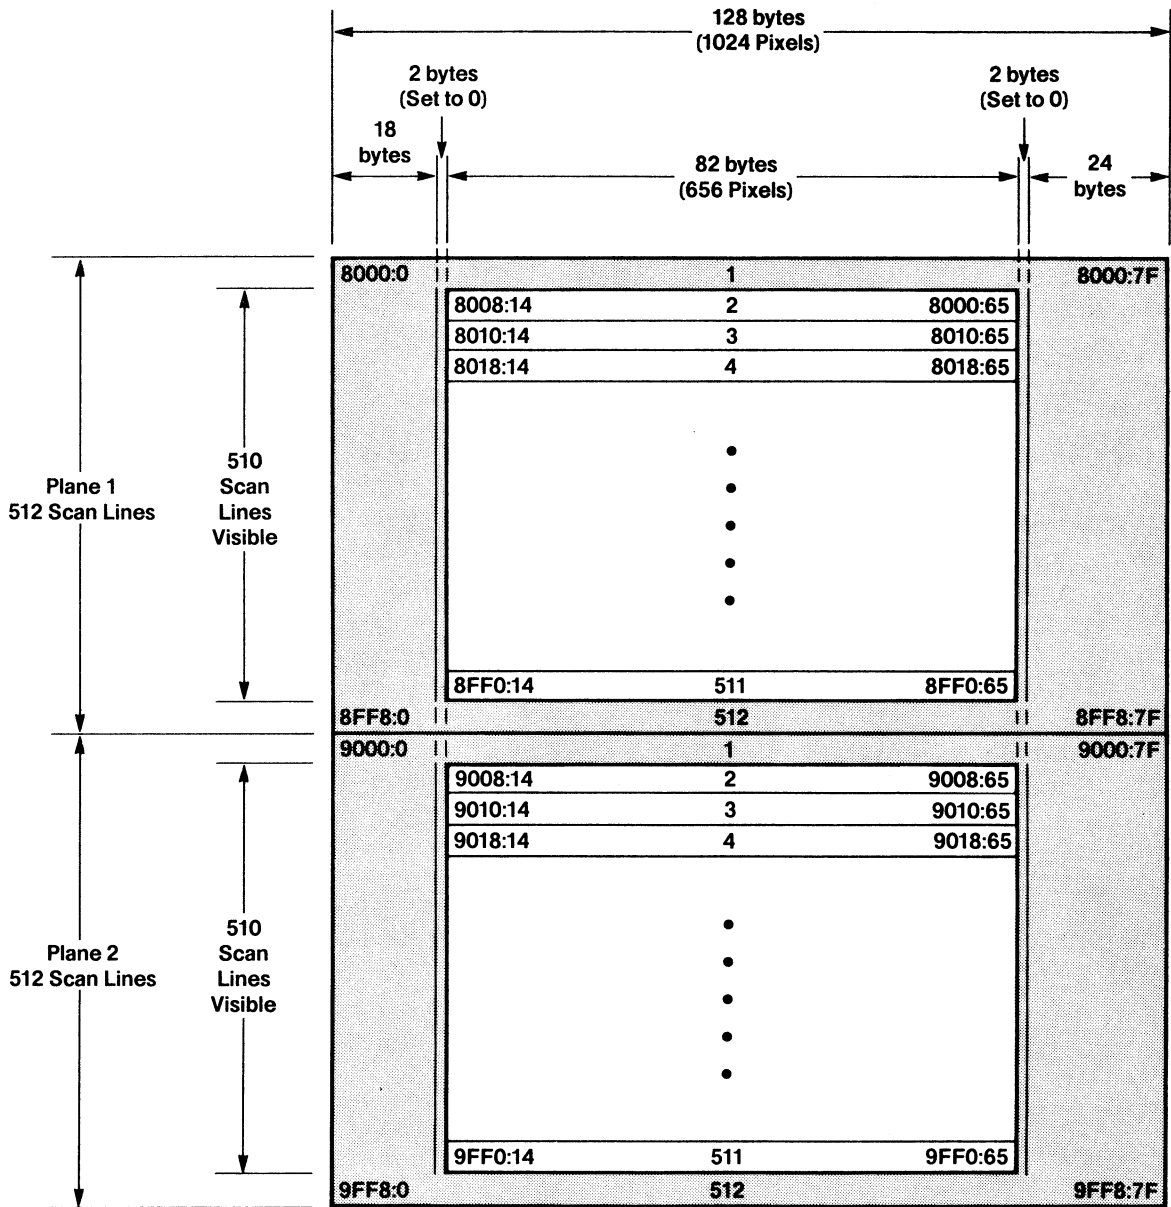 128 bytes
(1024 Pixels)
2 bytes
(Set to 0)
2 bytes
(Set to 0)
18
bytes
82 bytes
(656 Pixels)
24
bytes
8000:0 1 8000:7F
8008:14 2 8000:65
8010:14 3 8010:65
8018:14 4 8018:65
Plane 1
512 Scan Lines
510
Scan
Lines
Visible
8FF0:14 511 8FF0:65
8FF8:0 512 8FF8:7F
9000:0 1 9000:7F
9008:14 2 9008:65
9010:14 3 9010:65
9018:14 4 9018:65
Plane 2
512 Scan Lines
510
Scan
Lines
Visible
9FF0:14 511 9FF0:65
9FF8:0 512 9FF8:7F